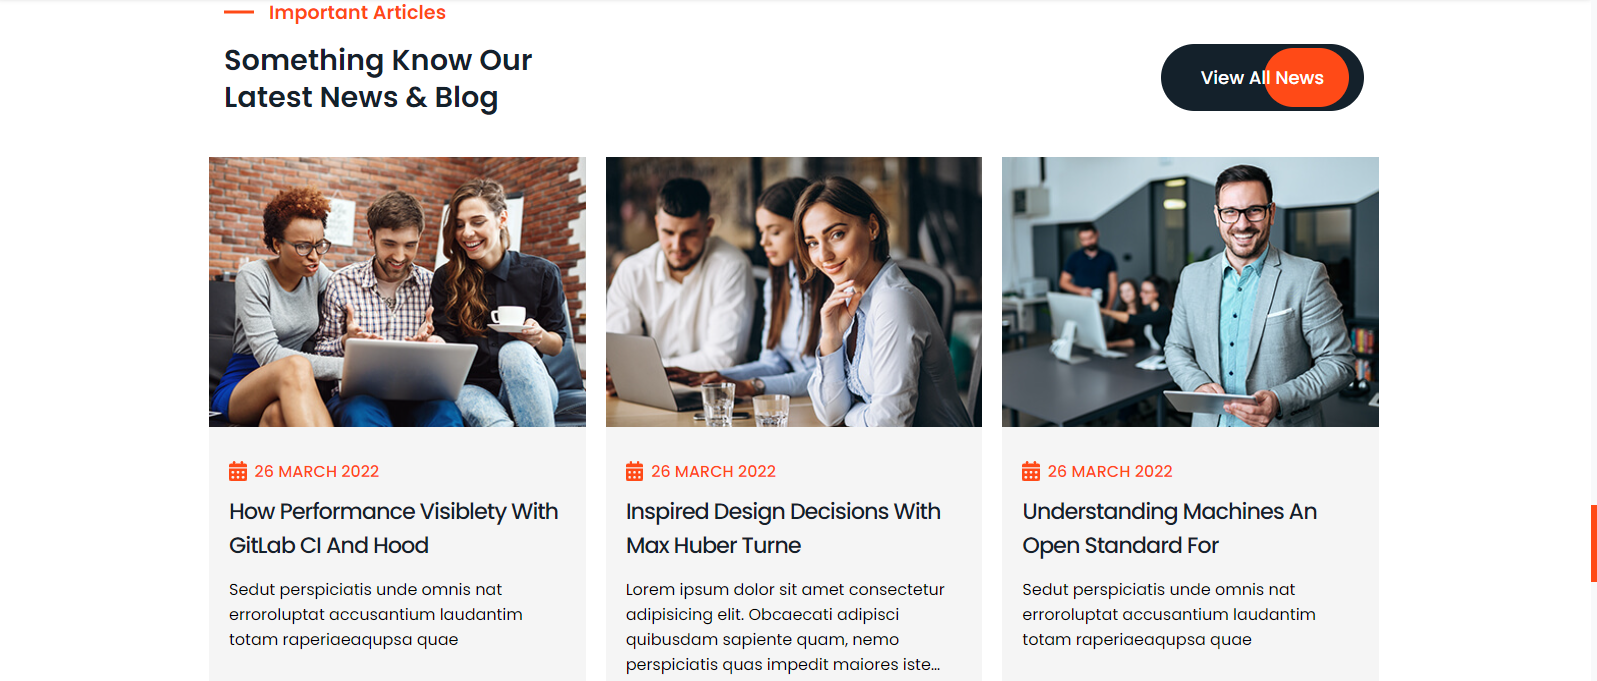 Important Articles
Something Know Our
Latest News & Blog
View All News
26 MARCH 2022
How Performance Visiblety With
GitLab CI And Hood
Sedut perspiciatis unde omnis nat
erroroluptat accusantium laudantim
totam raperiaeaqupsa quae
26 MARCH 2022
Inspired Design Decisions With
Max Huber Turne
Lorem ipsum dolor sit amet consectetur
adipisicing elit. Obcaecati adipisci
quibusdam sapiente quam, nemo
perspiciatis quas impedit maiores iste...
26 MARCH 2022
Understanding Machines An
Open Standard For
Sedut perspiciatis unde omnis nat
erroroluptat accusantium laudantim
totam raperiaeaqupsa quae